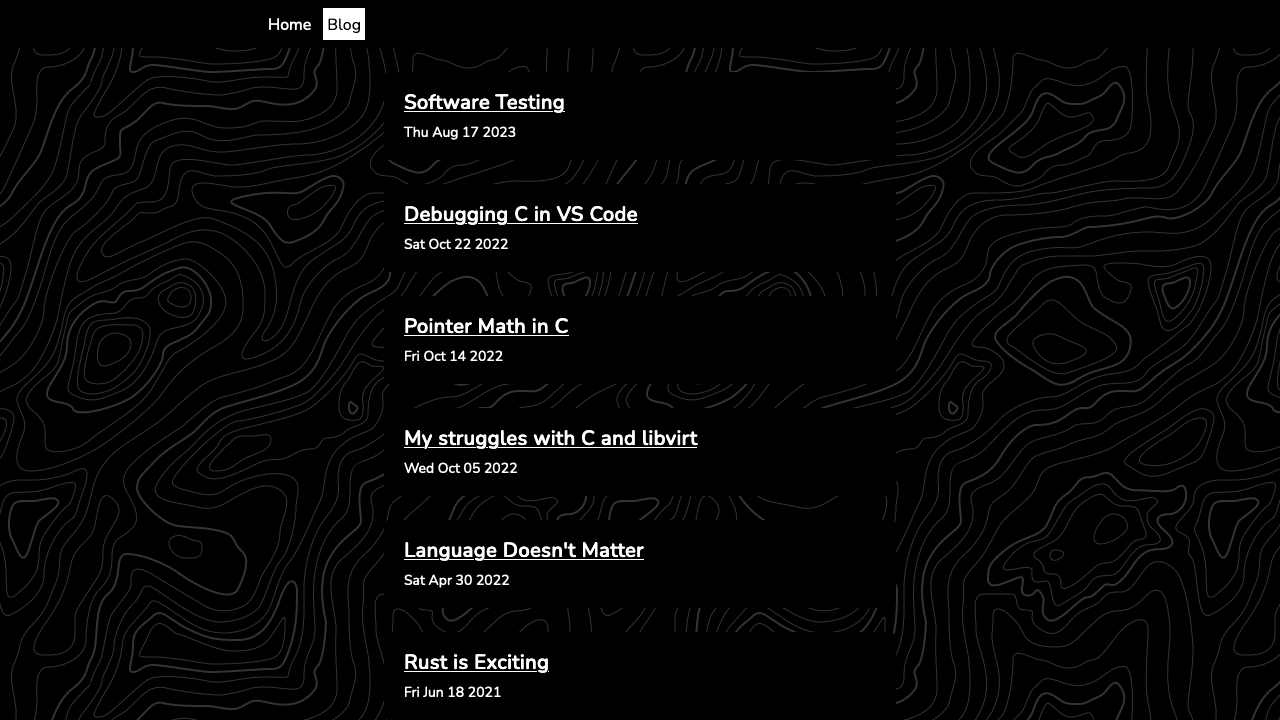 Home Blog
Software Testing
Thu Aug 17 2023
Debugging C in VS Code
Sat Oct 22 2022
Pointer Math in C
Fri Oct 14 2022
My struggles with C and libvirt
Wed Oct 05 2022
Language Doesn't Matter
Sat Apr 30 2022
Rust is Exciting
Fri Jun 18 2021